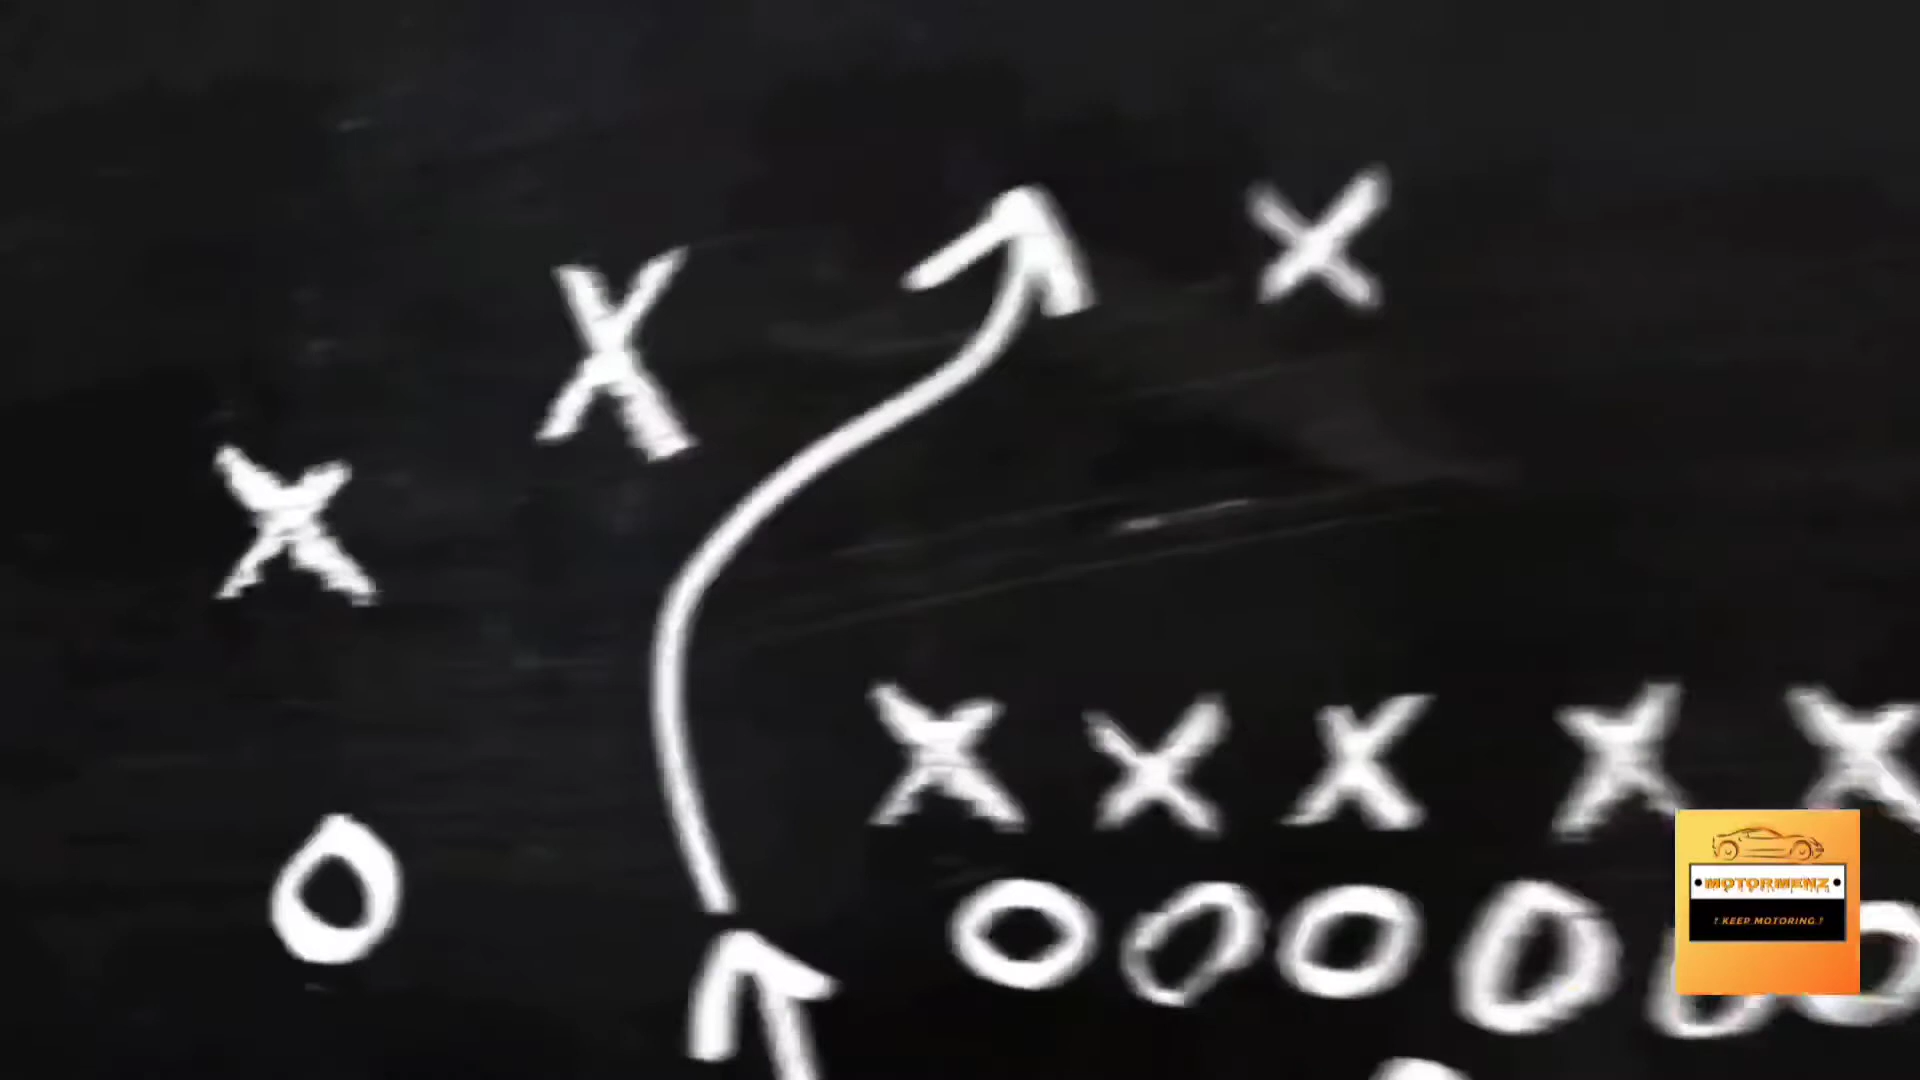 X
X
X
X X X X X
O
O O O O O O
MOTORMENZ
! KEEP MOTORING !